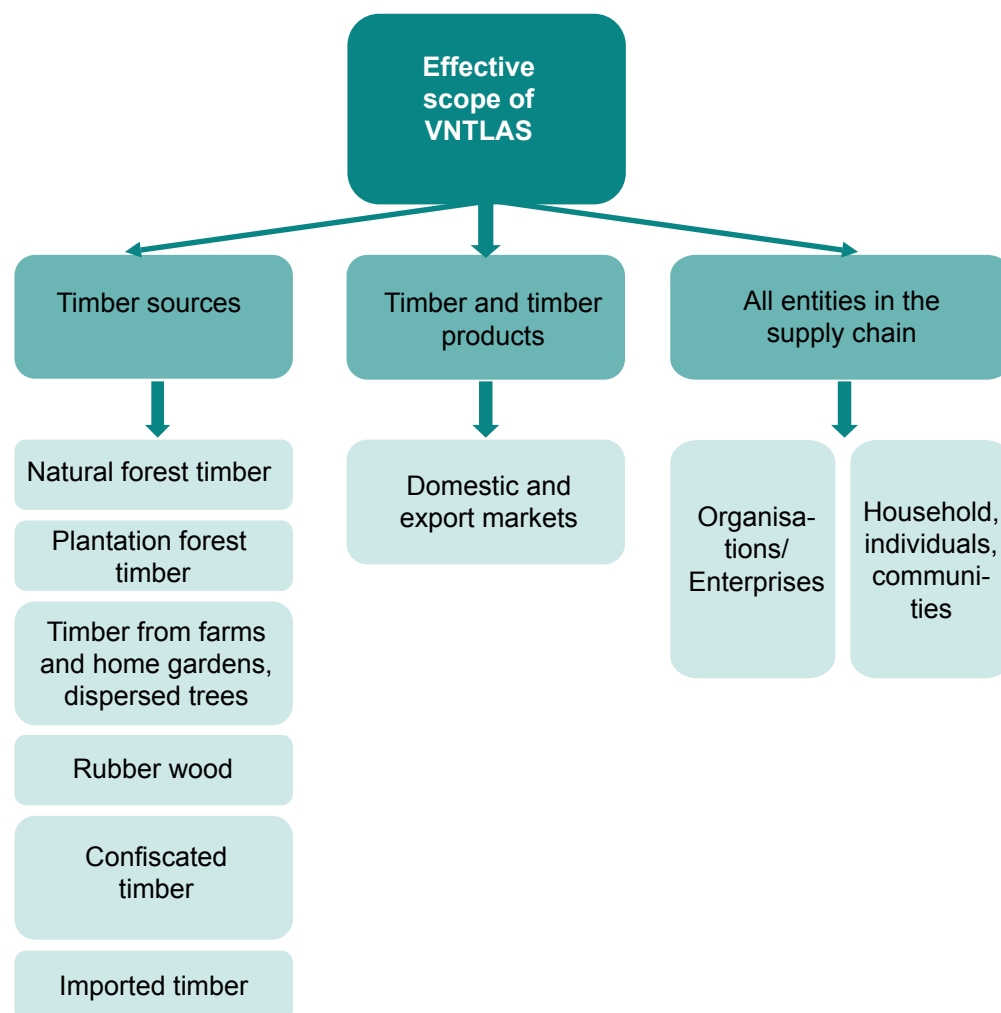 Effective
scope of
VNTLAS
Timber sources
Timber and timber
products
All entities in the
supply chain
Natural forest timber
Plantation forest
timber
Timber from farms
and home gardens,
dispersed trees
Rubber wood
Confiscated
timber
Imported timber
Domestic and
export markets
Organisa-
tions/
Enterprises
Household,
individuals,
communi-
ties